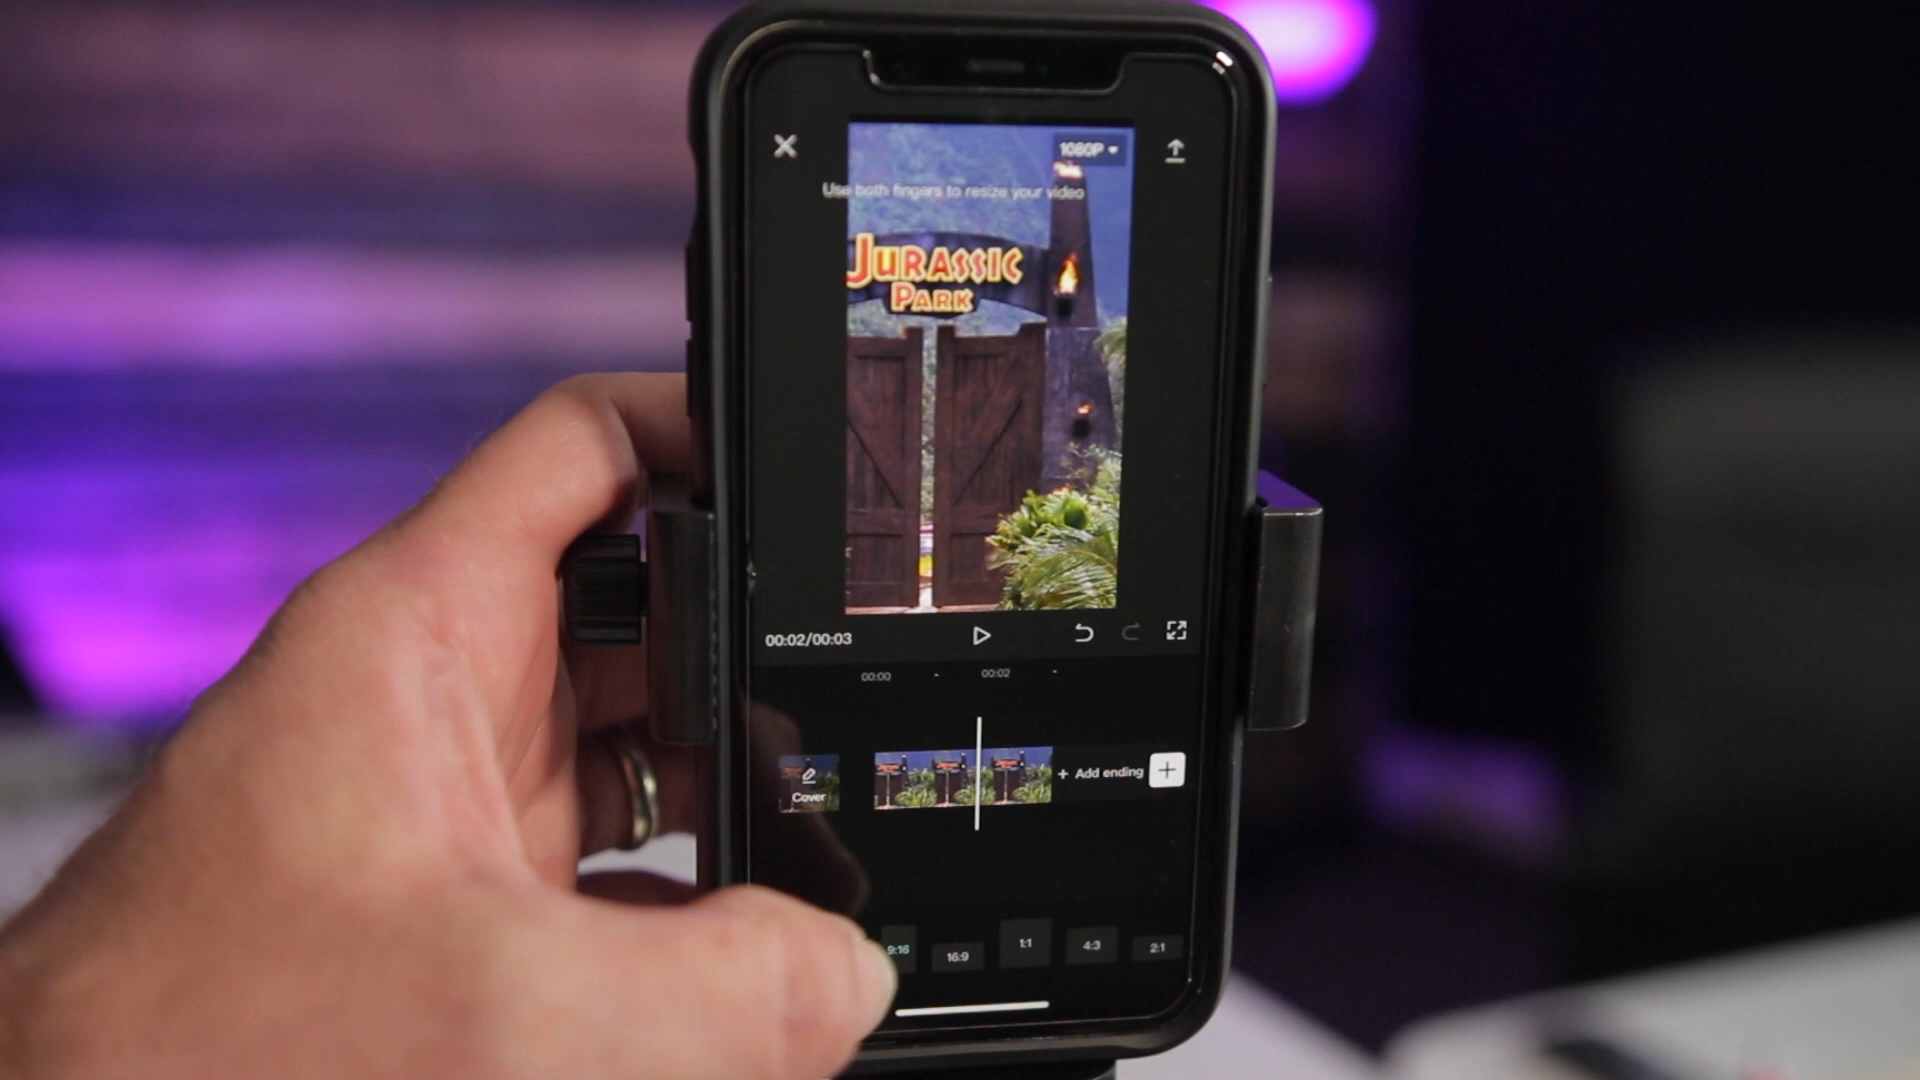 1080P
Use both fingers to resize your video
JURASSIC
PARK
00:02/00:03
00:00
00:02
Cover
+ Add ending
9:16
16:9
1:1
4:3
2:1